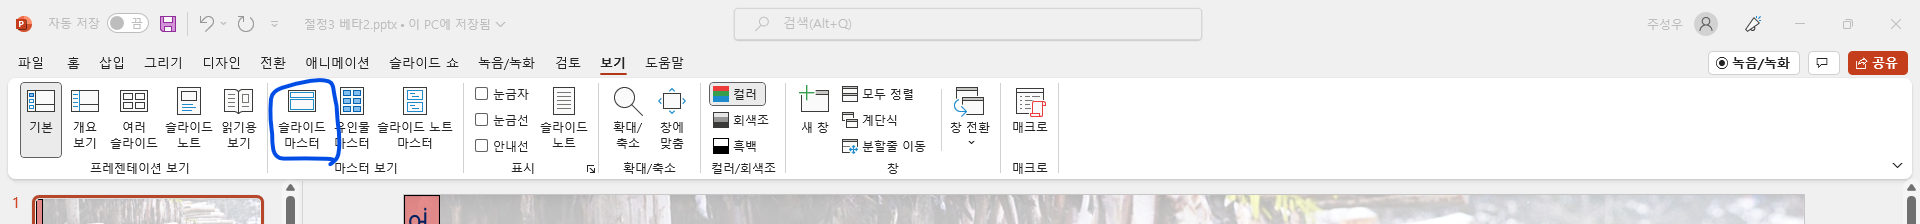 자동 저장 끔 절정3 베타2.pptx • 이 PC에 저장됨 검색(Alt+Q) 주성우
파일 홈 삽입 그리기 디자인 전환 애니메이션 슬라이드 쇼 녹음/녹화 검토 보기 도움말 녹음/녹화 공유
기본
개요
보기
여러
슬라이드
슬라이드
노트
읽기용
보기
프레젠테이션 보기
슬라이드
마스터
유인물
마스터
슬라이드 노트
마스터
마스터 보기
눈금자
눈금선
안내선
슬라이드
노트
표시
확대/
축소
창에
맞춤
확대/축소
컬러
회색조
흑백
컬러/회색조
새 창
모두 정렬
계단식
분할줄 이동
창 전환
창
매크로
매크로
1